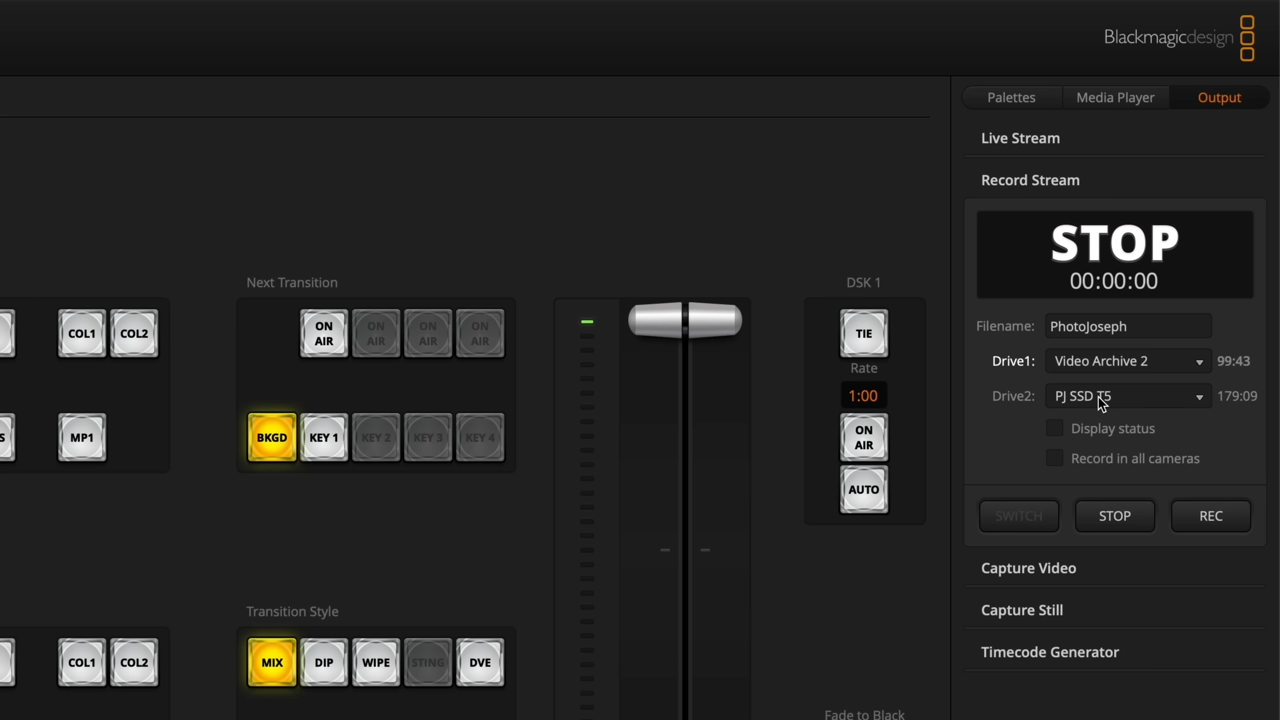 Blackmagicdesign
Palettes Media Player Output
Live Stream
Record Stream
STOP
00:00:00
Filename: PhotoJoseph
Drive1: Video Archive 2 99:43
Drive2: PJ SSD T5 179:09
Display status
Record in all cameras
SWITCH STOP REC
Capture Video
Capture Still
Timecode Generator
Next Transition
COL1 COL2 ON AIR ON AIR ON AIR ON AIR
S MP1 BKGD KEY 1 KEY 2 KEY 3 KEY 4
DSK 1
TIE
Rate
1:00
ON AIR
AUTO
Transition Style
COL1 COL2 MIX DIP WIPE STING DVE
Fade to Black